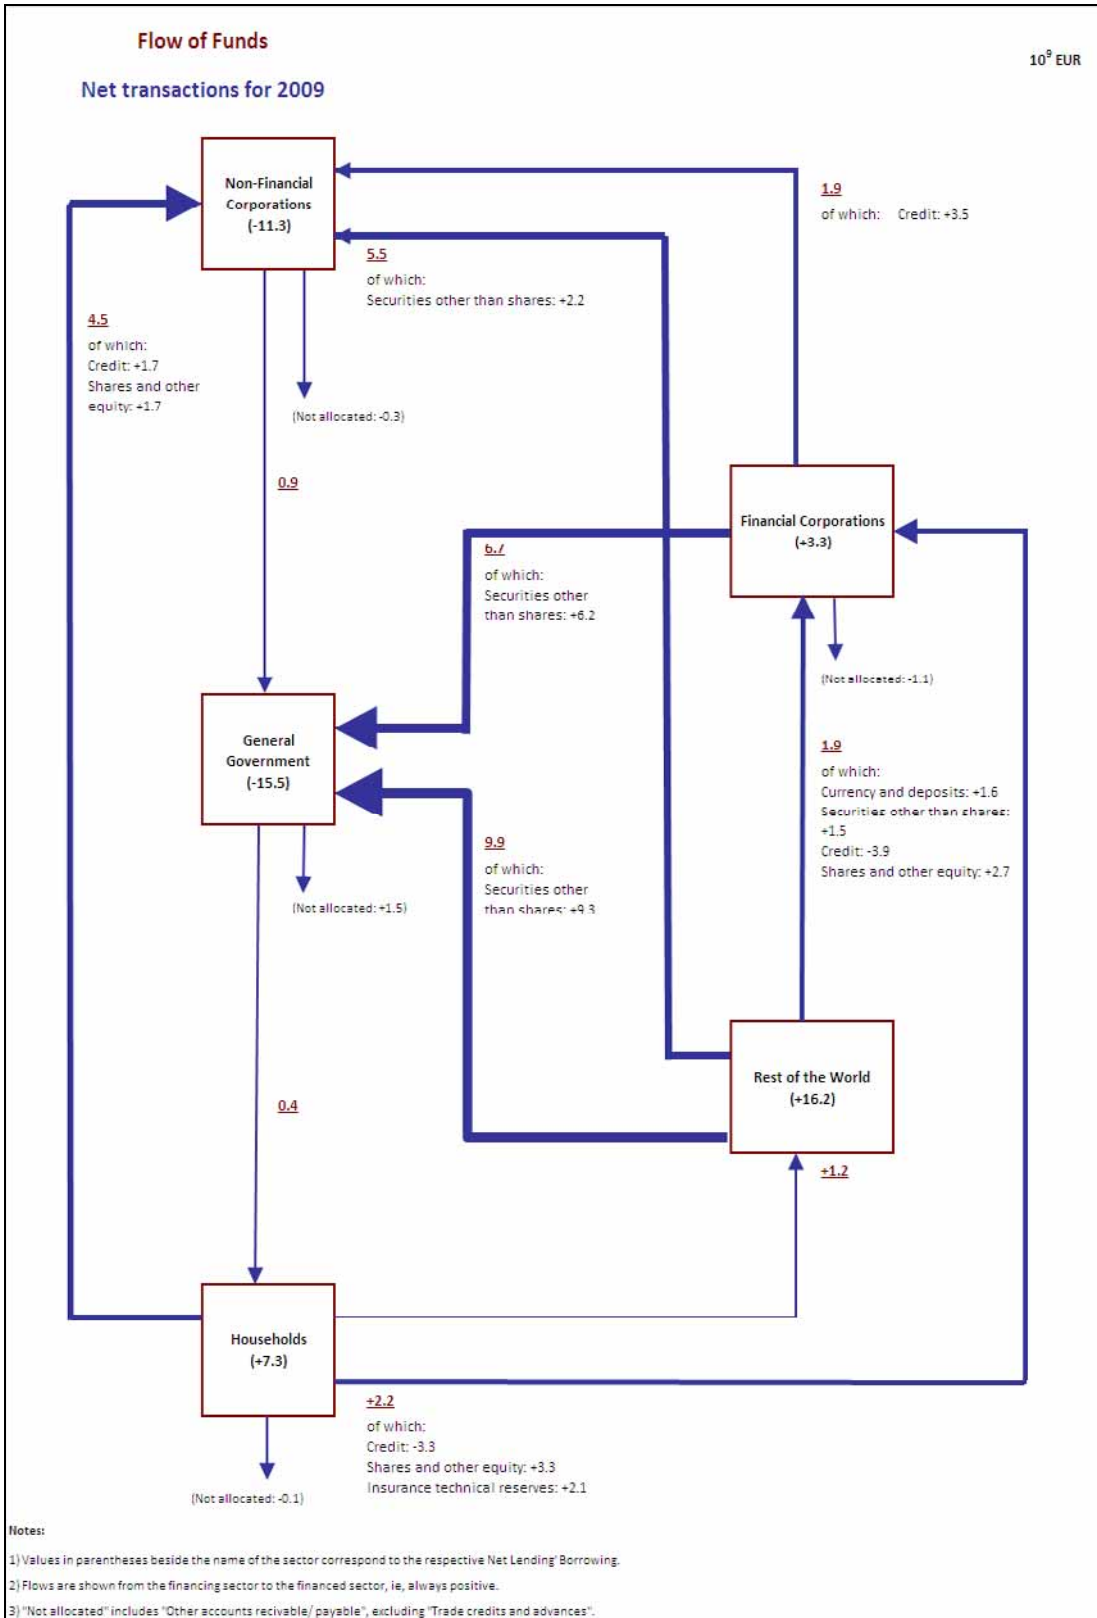 Flow of Funds
10⁹ EUR
Net transactions for 2009
Non-Financial
Corporations
(-11.3)
1.9
of which: Credit: +3.5
5.5
of which:
Securities other than shares: +2.2
4.5
of which:
Credit: +1.7
Shares and other
equity: +1.7
(Not allocated: -0.3)
0.9
Financial Corporations
(+3.3)
6.7
of which:
Securities other
than shares: +6.2
(Not allocated: -1.1)
General
Government
(-15.5)
1.9
of which:
Currency and deposits: +1.6
Securities other than shares:
+1.5
Credit: -3.9
Shares and other equity: +2.7
9.9
of which:
Securities other
than shares: +9.3
(Not allocated: +1.5)
Rest of the World
(+16.2)
0.4
+1.2
Households
(+7.3)
+2.2
of which:
Credit: -3.3
Shares and other equity: +3.3
Insurance technical reserves: +2.1
(Not allocated: -0.1)
Notes:
1) Values in parentheses beside the name of the sector correspond to the respective Net Lending/ Borrowing.
2) Flows are shown from the financing sector to the financed sector, ie, always positive.
3) "Not allocated" includes "Other accounts recivable/ payable", excluding "Trade credits and advances".